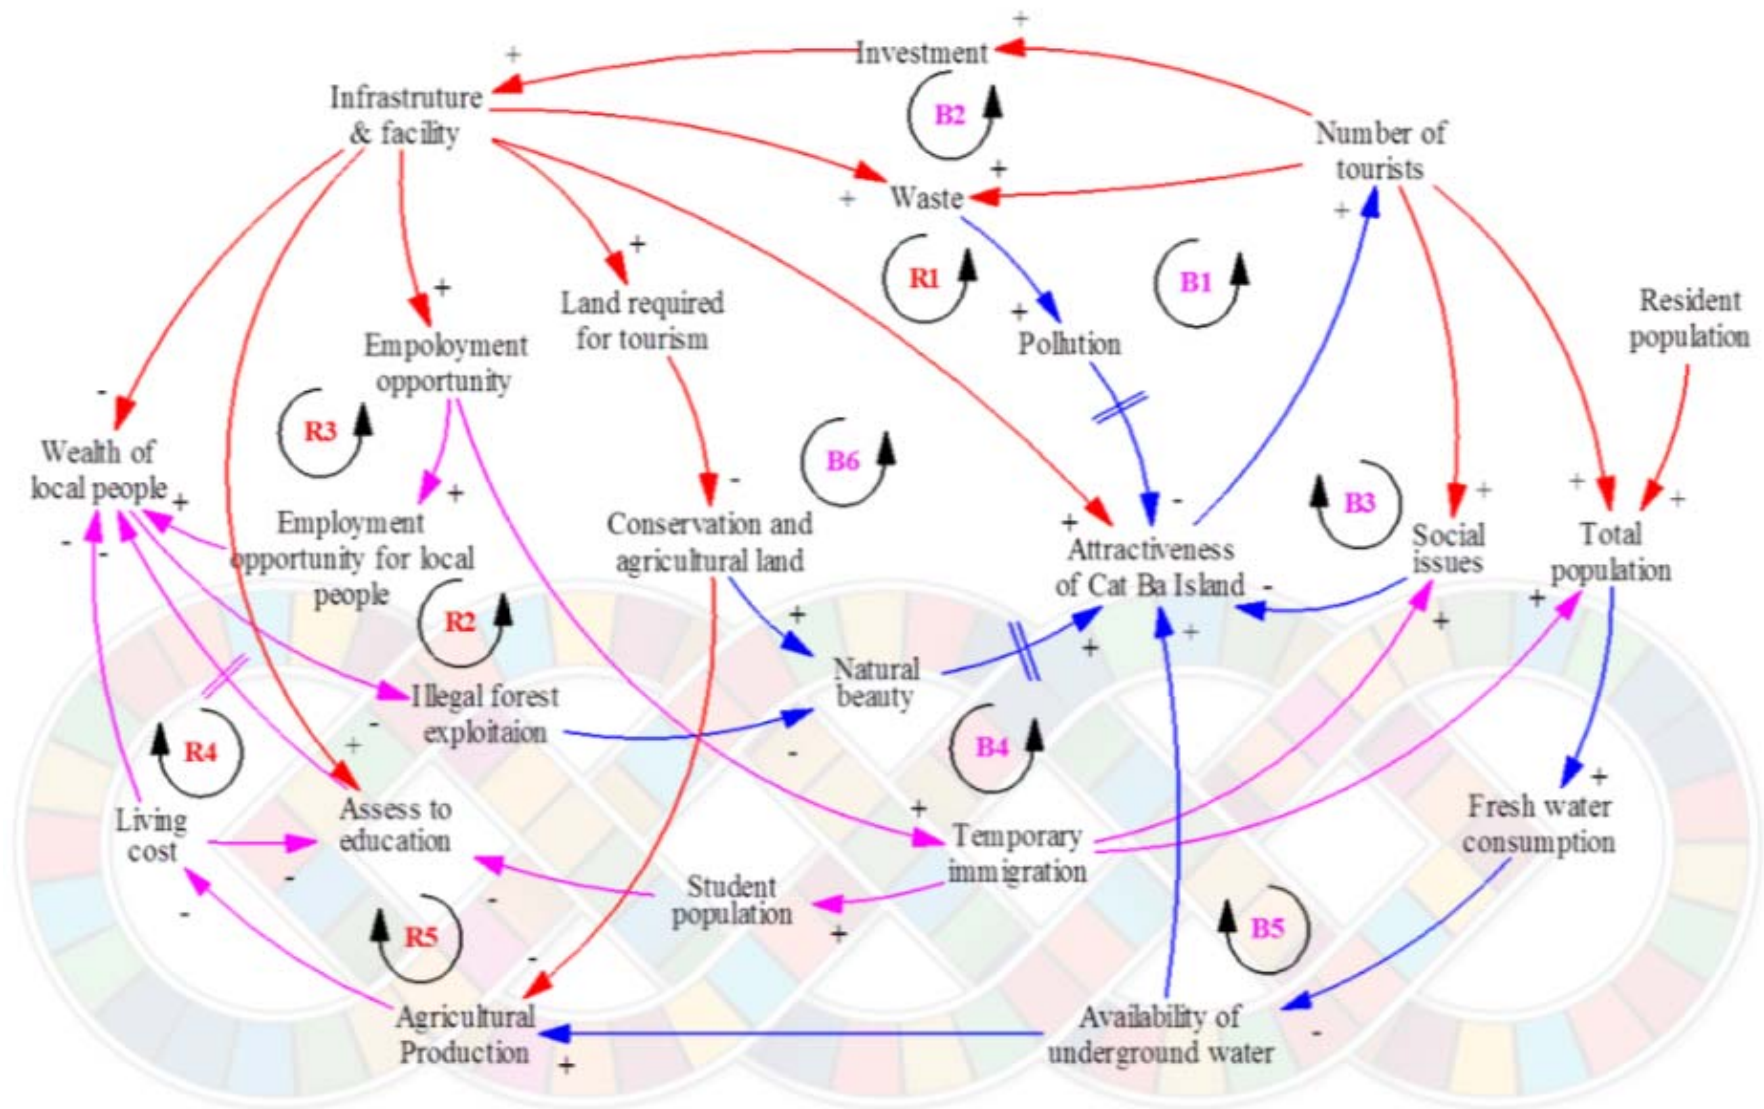 Investment
Infrastruture
& facility
B2
Number of
tourists
Waste
R1
B1
Land required
for tourism
Resident
population
Empoloyment
opportunity
Pollution
R3
Wealth of
local people
B6
B3
Employment
opportunity for local
people
Conservation and
agricultural land
Attractiveness
of Cat Ba Island
Social
issues
Total
population
R2
Natural
beauty
Illegal forest
exploitaion
R4
B4
Living
cost
Assess to
education
Temporary
immigration
Fresh water
consumption
Student
population
R5
B5
Agricultural
Production
Availability of
underground water